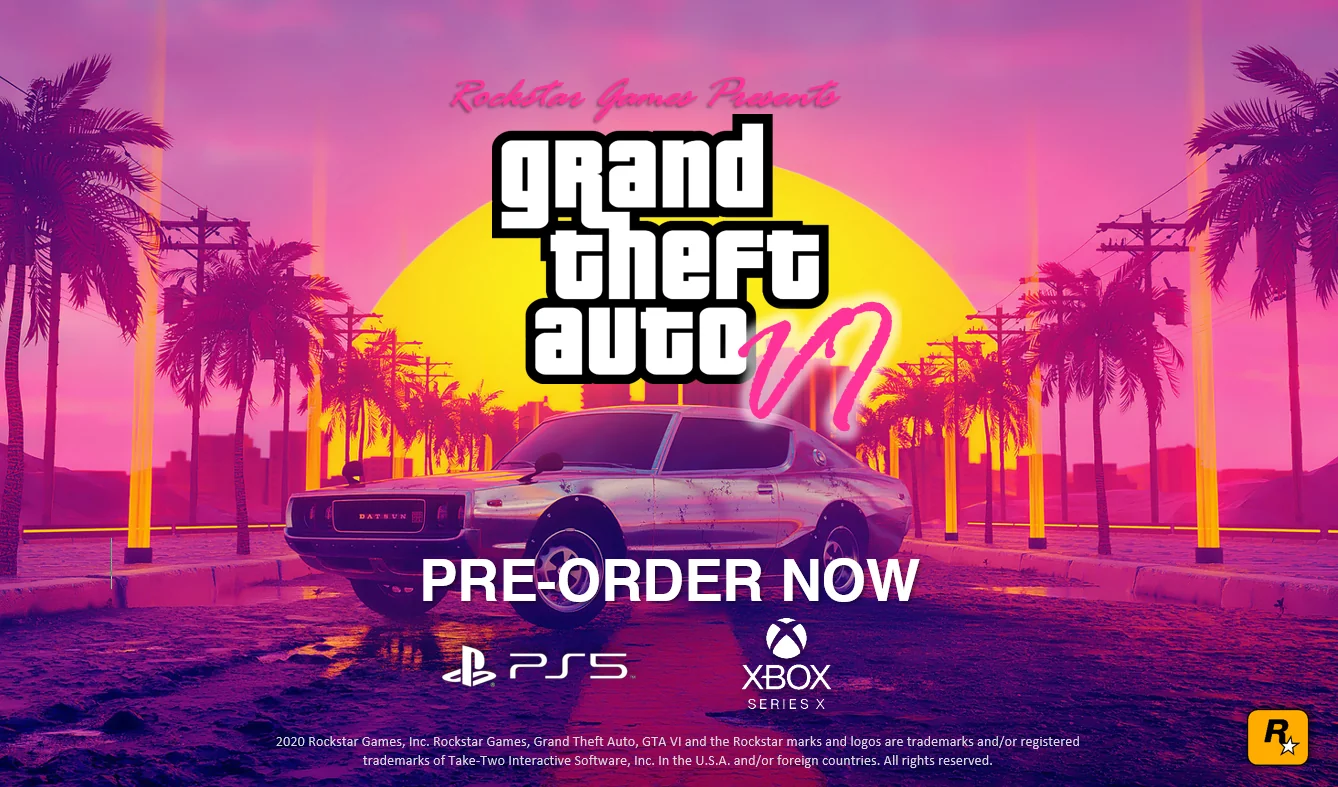 Rockstar Games Presents
grand
theft
auto VI
DATSUN
PRE-ORDER NOW
PS5™
XBOX
SERIES X
2020 Rockstar Games, Inc. Rockstar Games, Grand Theft Auto, GTA VI and the Rockstar marks and logos are trademarks and/or registered
trademarks of Take-Two Interactive Software, Inc. In the U.S.A. and/or foreign countries. All rights reserved.
R